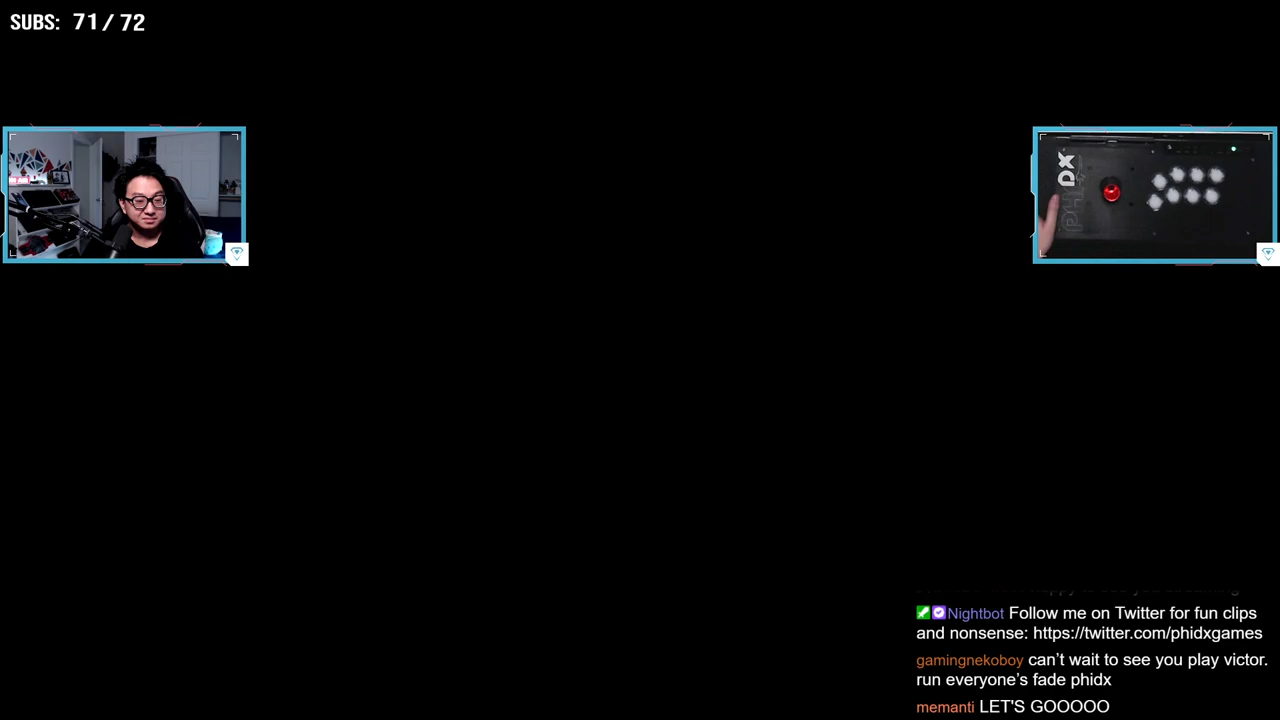 SUBS: 71 / 72
PHI DX
Nightbot Follow me on Twitter for fun clips
and nonsense: https://twitter.com/phidxgames
gamingnekoboy can't wait to see you play victor.
run everyone's fade phidx
memanti LET'S GOOOOO